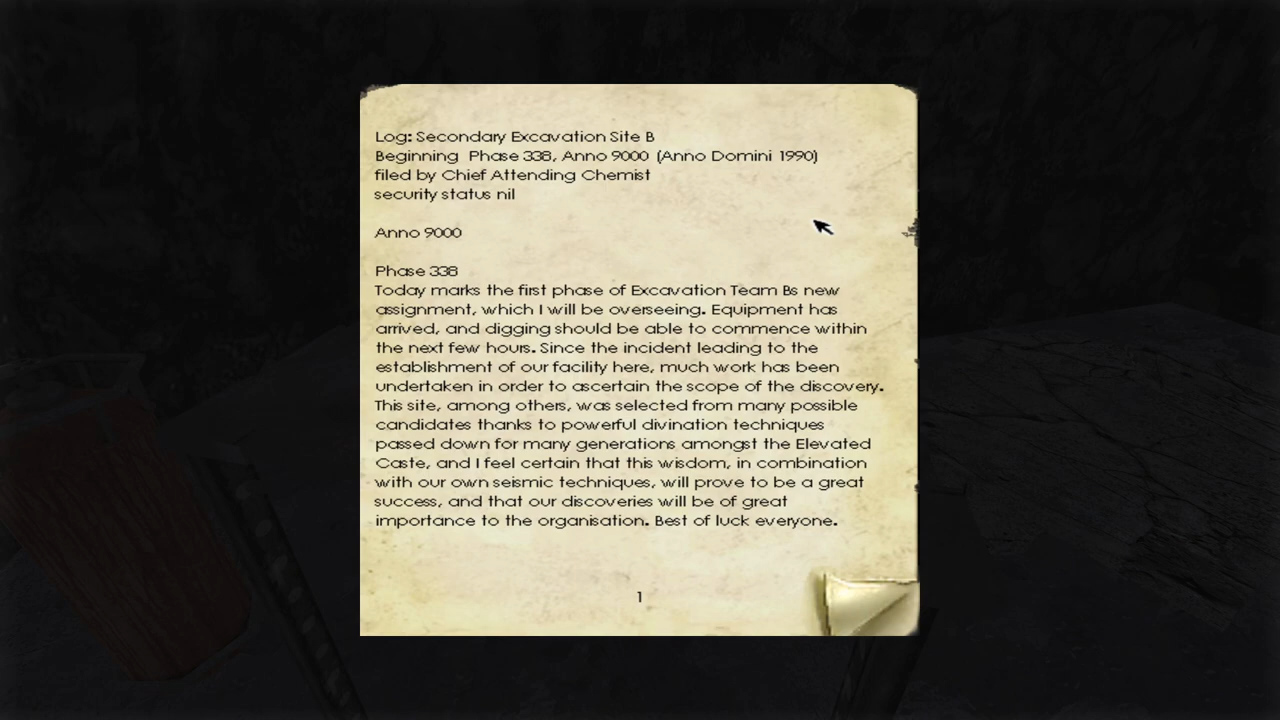 Log: Secondary Excavation Site B
Beginning Phase 338, Anno 9000 (Anno Domini 1990)
filed by Chief Attending Chemist
security status nil
Anno 9000
Phase 338
Today marks the first phase of Excavation Team Bs new
assignment, which I will be overseeing. Equipment has
arrived, and digging should be able to commence within
the next few hours. Since the incident leading to the
establishment of our facility here, much work has been
undertaken in order to ascertain the scope of the discovery.
This site, among others, was selected from many possible
candidates thanks to powerful divination techniques
passed down for many generations amongst the Elevated
Caste, and I feel certain that this wisdom, in combination
with our own seismic techniques, will prove to be a great
success, and that our discoveries will be of great
importance to the organisation. Best of luck everyone.
1